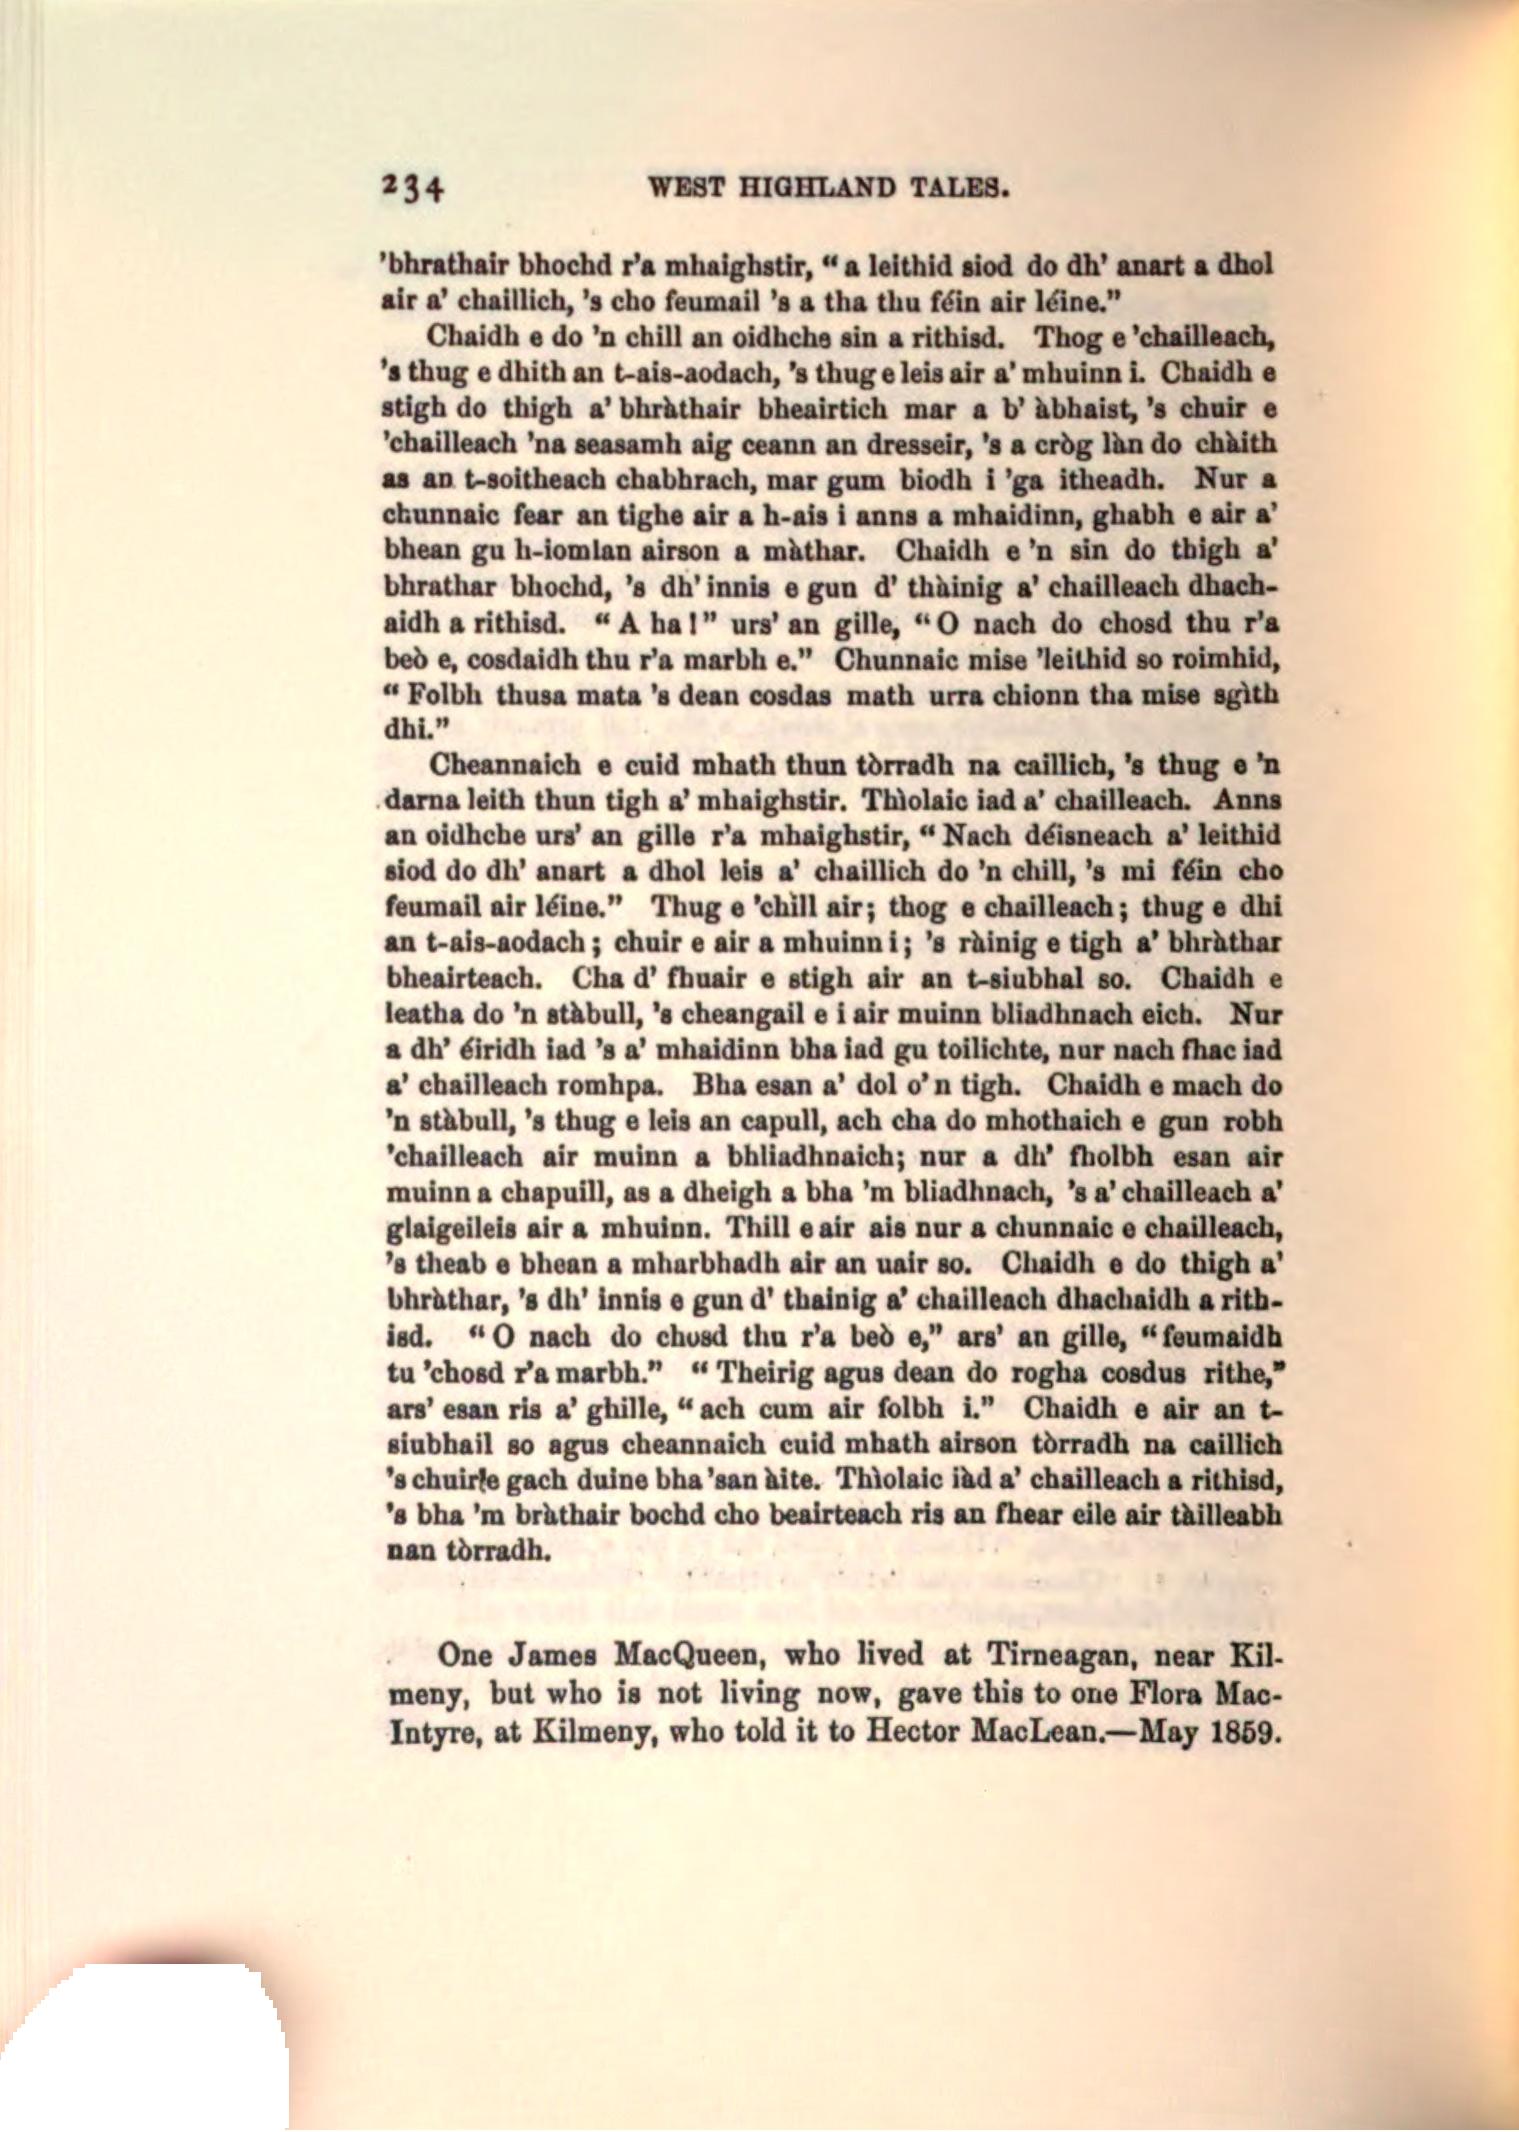 234 WEST HIGHLAND TALES.
'bhrathair bhochd r'a mhaighstir, “ a leithid siod do dh' anart a dhol
air a' chaillich, 's cho feumail 's a tha thu féin air léine.”
Chaidh e do 'n chill an oidhche sin a rithisd. Thog e 'chailleach,
's thug e dhith an t-ais-aodach, 's thug e leis air a' mhuinn i. Chaidh e
stigh do thigh a' bhràthair bheairtich mar a b' àbhaist, 's chuir e
'chailleach 'na seasamh aig ceann an dresseir, 's a cròg làn do chàith
as an t-soitheach chabhrach, mar gum biodh i 'ga itheadh. Nur a
chunnaic fear an tighe air a h-ais i anns a mhaidinn, ghabh e air a'
bhean gu h-iomlan airson a màthar. Chaidh e 'n sin do thigh a'
bhrathar bhochd, 's dh' innis e gun d' thàinig a' chailleach dhach-
aidh a rithisd. “ A ha !” urs' an gille, “ O nach do chosd thu r'a
beò e, cosdaidh thu r'a marbh e.” Chunnaic mise 'leithid so roimhid,
“ Folbh thusa mata 's dean cosdas math urra chionn tha mise sgìth
dhi.”
Cheannaich e cuid mhath thun tòrradh na caillich, 's thug e 'n
darna leith thun tigh a' mhaighstir. Thìolaic iad a' chailleach. Anns
an oidhche urs' an gille r'a mhaighstir, “ Nach déisneach a' leithid
siod do dh' anart a dhol leis a' chaillich do 'n chill, 's mi féin cho
feumail air léine.” Thug e 'chill air ; thog e chailleach ; thug e dhi
an t-ais-aodach ; chuir e air a mhuinn i ; 's ràinig e tigh a' bhràthar
bheairteach. Cha d' fhuair e stigh air an t-siubhal so. Chaidh e
leatha do 'n stàbull, 's cheangail e i air muinn bliadhnach eich. Nur
a dh' éiridh iad 's a' mhaidinn bha iad gu toilichte, nur nach fhac iad
a' chailleach romhpa. Bha esan a' dol o' n tigh. Chaidh e mach do
'n stàbull, 's thug e leis an capull, ach cha do mhothaich e gun robh
'chailleach air muinn a bhliadhnaich; nur a dh' fholbh esan air
muinn a chapuill, as a dheigh a bha 'm bliadhnach, 's a' chailleach a'
glaigeileis air a mhuinn. Thill e air ais nur a chunnaic e chailleach,
's theab e bhean a mharbhadh air an uair so. Chaidh e do thigh a'
bhràthar, 's dh' innis e gun d' thainig a' chailleach dhachaidh a rith-
isd. “ O nach do chosd thu r'a beò e,” ars' an gille, “ feumaidh
tu 'chosd r'a marbh.” “ Theirig agus dean do rogha cosdus rithe,”
ars' esan ris a' ghille, “ ach cum air folbh i.” Chaidh e air an t-
siubhail so agus cheannaich cuid mhath airson tòrradh na caillich
's chuir e gach duine bha 'san àite. Thìolaic iàd a' chailleach a rithisd,
's bha 'm bràthair bochd cho beairteach ris an fhear eile air tàilleabh
nan tòrradh.
One James MacQueen, who lived at Tirneagan, near Kil-
meny, but who is not living now, gave this to one Flora Mac-
Intyre, at Kilmeny, who told it to Hector MacLean.—May 1859.